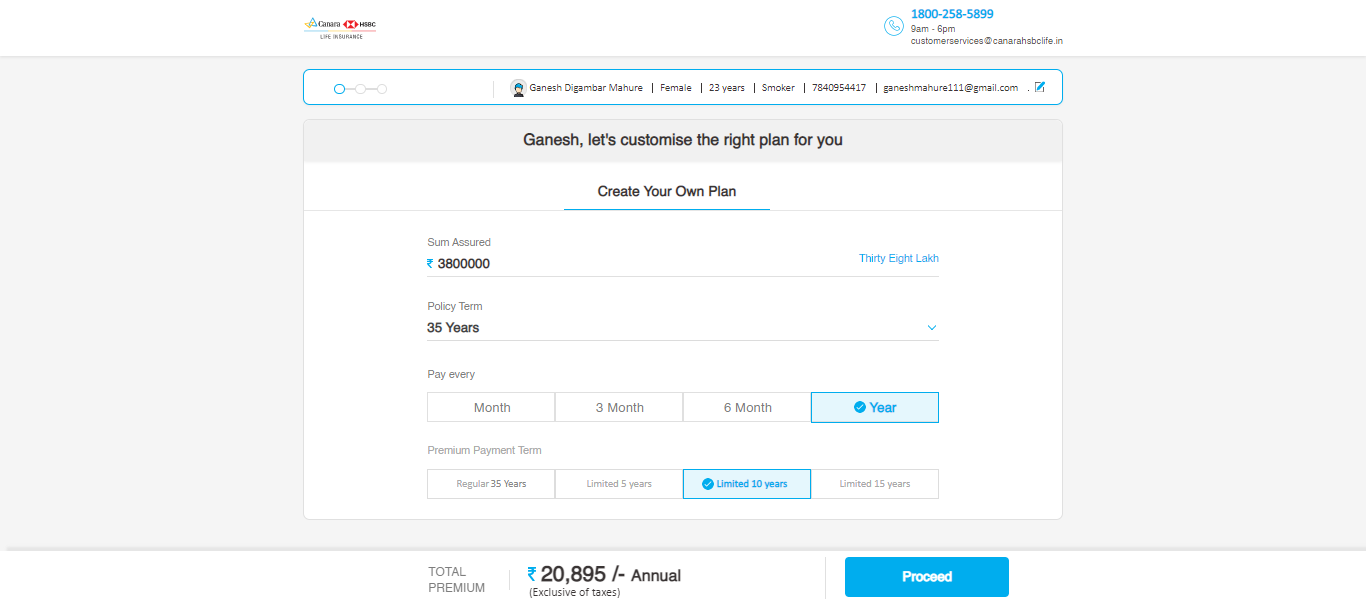 Canara HSBC
LIFE INSURANCE
1800-258-5899
9am - 6pm
customerservices@canarahsbclife.in
Ganesh Digambar Mahure | Female | 23 years | Smoker | 7840954417 | ganeshmahure111@gmail.com .
Ganesh, let's customise the right plan for you
Create Your Own Plan
Sum Assured
₹ 3800000 Thirty Eight Lakh
Policy Term
35 Years
Pay every
Month 3 Month 6 Month Year
Premium Payment Term
Regular 35 Years Limited 5 years Limited 10 years Limited 15 years
TOTAL PREMIUM
₹ 20,895 /- Annual
(Exclusive of taxes)
Proceed